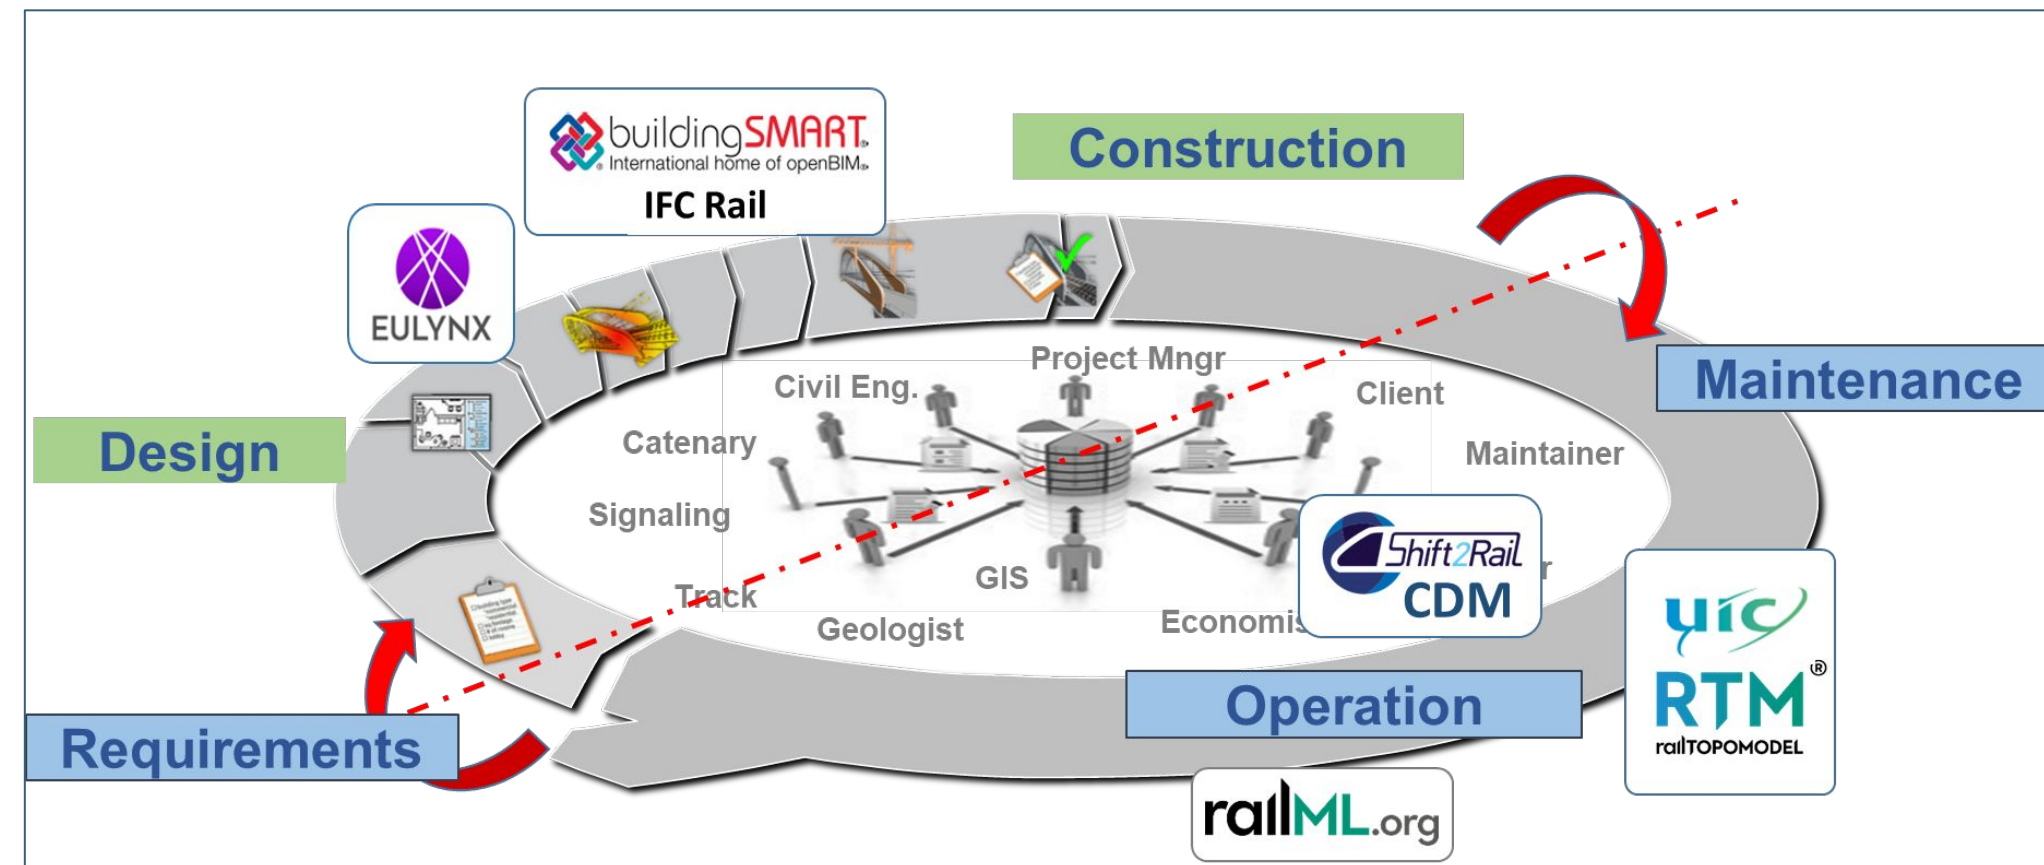 buildingSMART®
International home of openBIM®
IFC Rail
Construction
EULYNX
Project Mngr
Civil Eng.
Client
Maintenance
Design
Catenary
Maintainer
Signaling
Shift2Rail
CDM
GIS
Track
Geologist
Economis
uic
RTM®
railTOPOMODEL
Operation
Requirements
railML.org